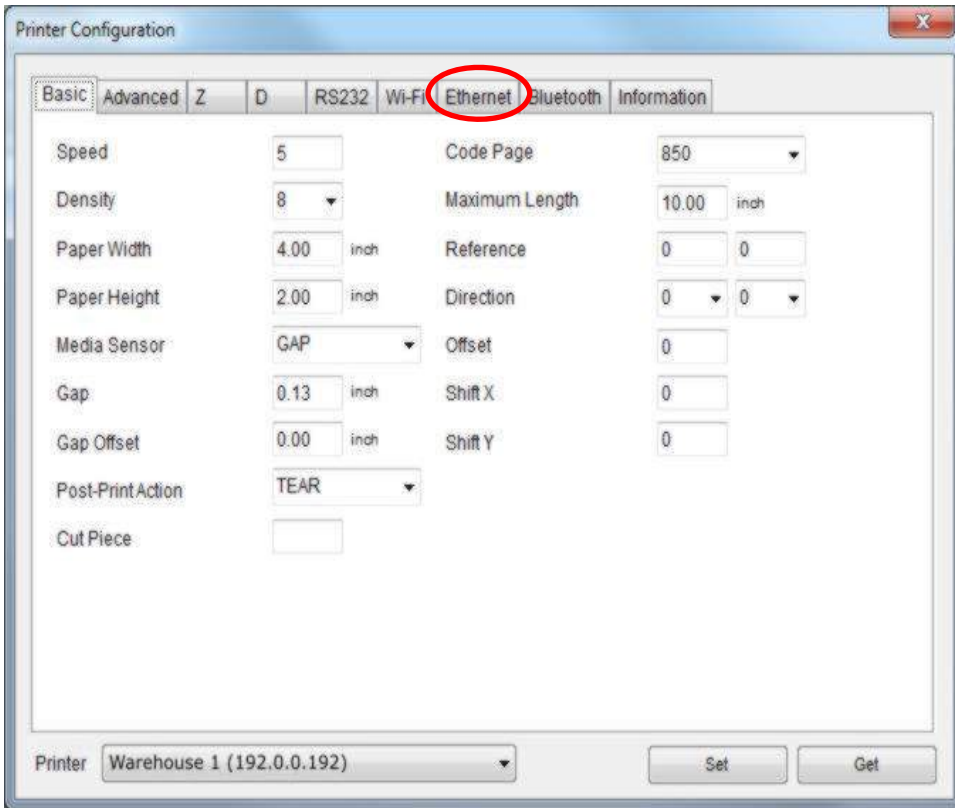 Printer Configuration
X
Basic Advanced Z D RS232 Wi-Fi Ethernet Bluetooth Information
Speed 5 Code Page 850
Density 8 Maximum Length 10.00 inch
Paper Width 4.00 inch Reference 0 0
Paper Height 2.00 inch Direction 0 0
Media Sensor GAP Offset 0
Gap 0.13 inch Shift X 0
Gap Offset 0.00 inch Shift Y 0
Post-Print Action TEAR
Cut Piece
Printer Warehouse 1 (192.0.0.192) Set Get